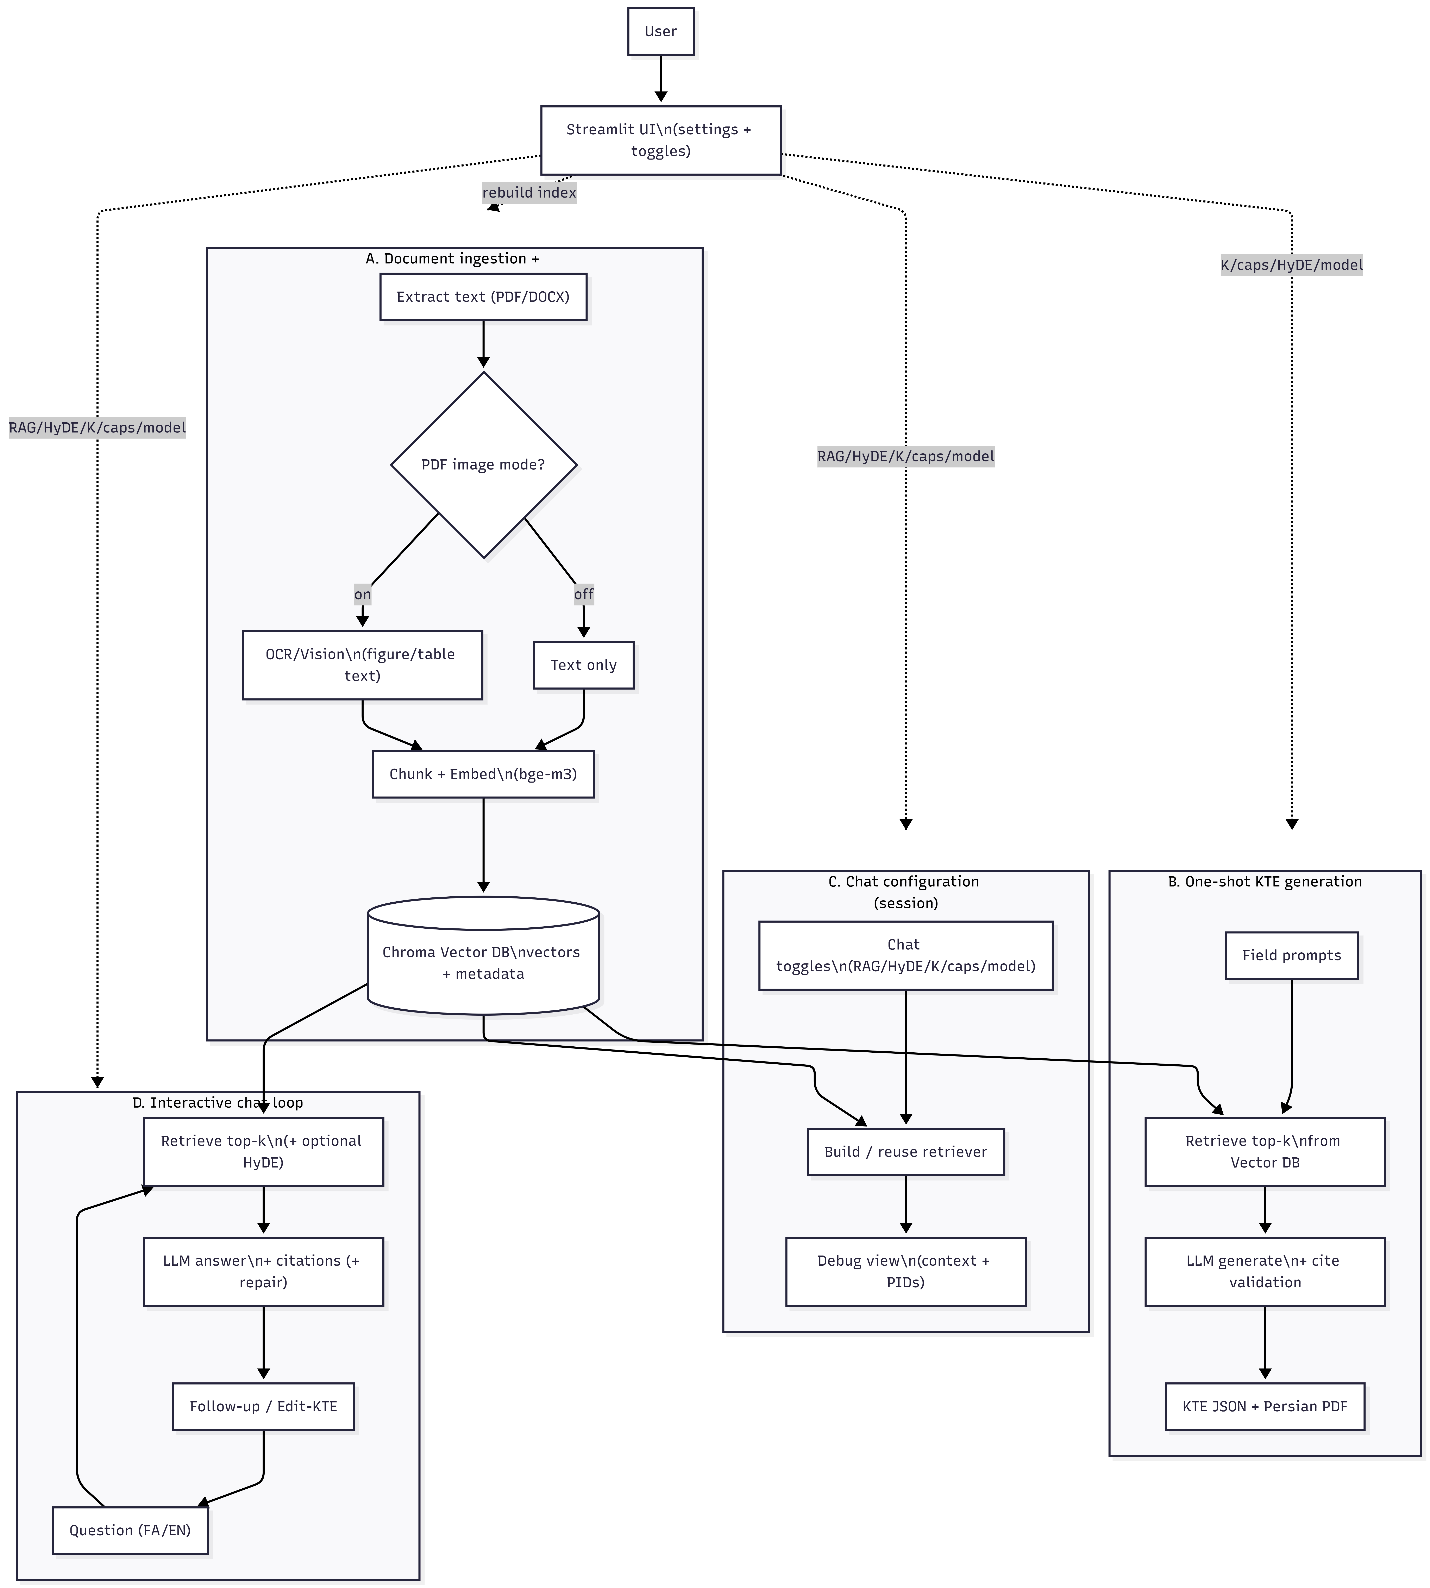 User
Streamlit UI\n(settings +
toggles)
rebuild index
K/caps/HyDE/model
RAG/HyDE/K/caps/model
RAG/HyDE/K/caps/model
A. Document ingestion +
Extract text (PDF/DOCX)
PDF image mode?
on
off
OCR/Vision\n(figure/table
text)
Text only
Chunk + Embed\n(bge-m3)
Chroma Vector DB\nvectors
+ metadata
C. Chat configuration
(session)
Chat
toggles\n(RAG/HyDE/K/caps/model)
Build / reuse retriever
Debug view\n(context +
PIDs)
B. One-shot KTE generation
Field prompts
Retrieve top-k\nfrom
Vector DB
LLM generate\n+ cite
validation
KTE JSON + Persian PDF
D. Interactive chat loop
Retrieve top-k\n(+ optional
HyDE)
LLM answer\n+ citations (+
repair)
Follow-up / Edit-KTE
Question (FA/EN)